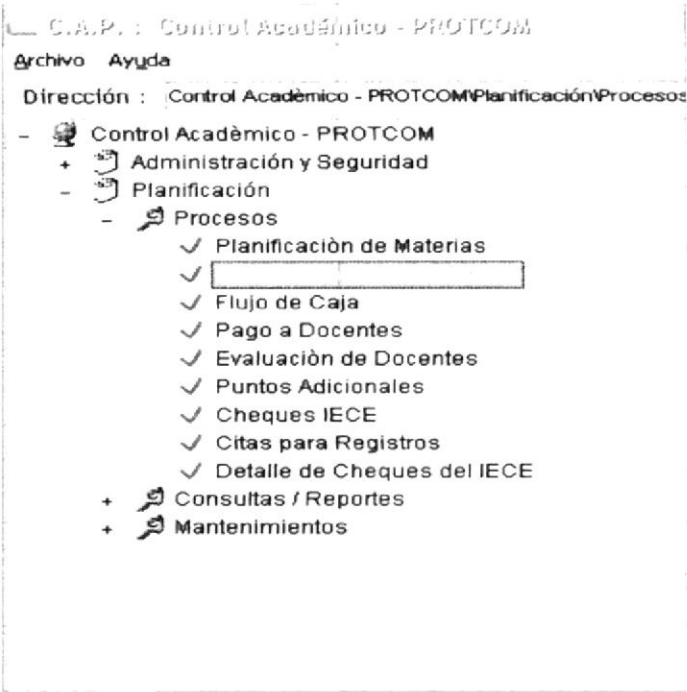 C.A.P. : Control Académico - PROTCOM
Archivo Ayuda
Dirección : Control Acadèmico - PROTCOM\Planificación\Procesos
Control Acadèmico - PROTCOM
Administración y Seguridad
Planificación
Procesos
Planificaciòn de Materias
Flujo de Caja
Pago a Docentes
Evaluaciòn de Docentes
Puntos Adicionales
Cheques IECE
Citas para Registros
Detalle de Cheques del IECE
Consultas / Reportes
Mantenimientos